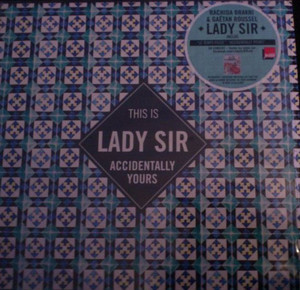 RACHIDA BRAKNI
& GAËTAN ROUSSEL
LADY SIR
THIS IS
LADY SIR
ACCIDENTALLY
YOURS